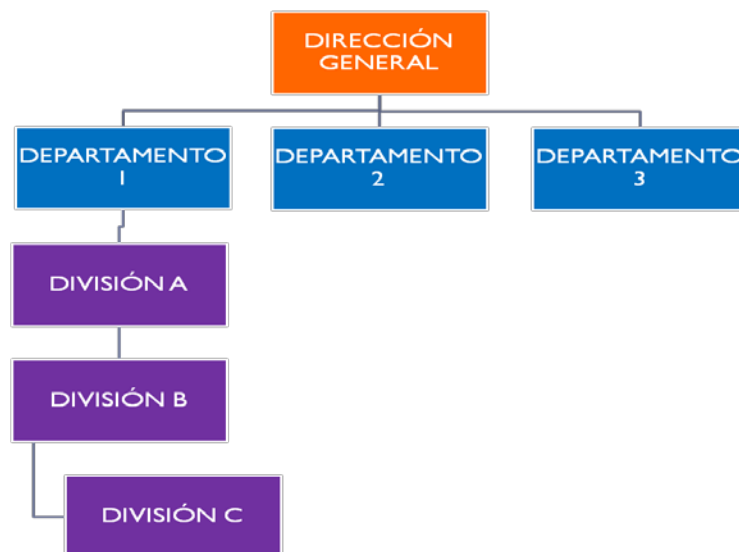 DIRECCIÓN
GENERAL
DEPARTAMENTO
1
DEPARTAMENTO
2
DEPARTAMENTO
3
DIVISIÓN A
DIVISIÓN B
DIVISIÓN C